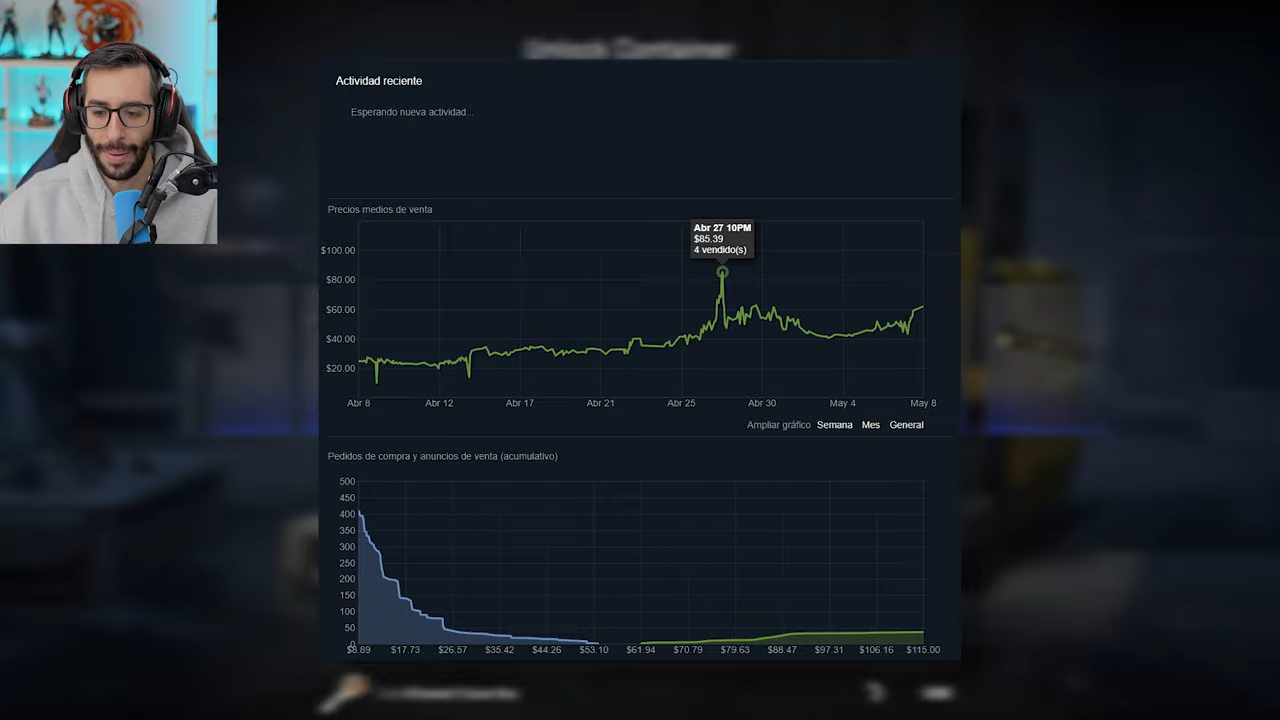 Unlock Container
Actividad reciente
Esperando nueva actividad...
Precios medios de venta
Abr 27 10PM
$85.39
4 vendido(s)
$100.00
$80.00
$60.00
$40.00
$20.00
Abr 8 Abr 12 Abr 17 Abr 21 Abr 25 Abr 30 May 4 May 8
Ampliar gráfico Semana Mes General
Pedidos de compra y anuncios de venta (acumulativo)
500
450
400
350
300
250
200
150
100
50
0
$8.89 $17.73 $26.57 $35.42 $44.26 $53.10 $61.94 $70.79 $79.63 $88.47 $97.31 $106.16 $115.00